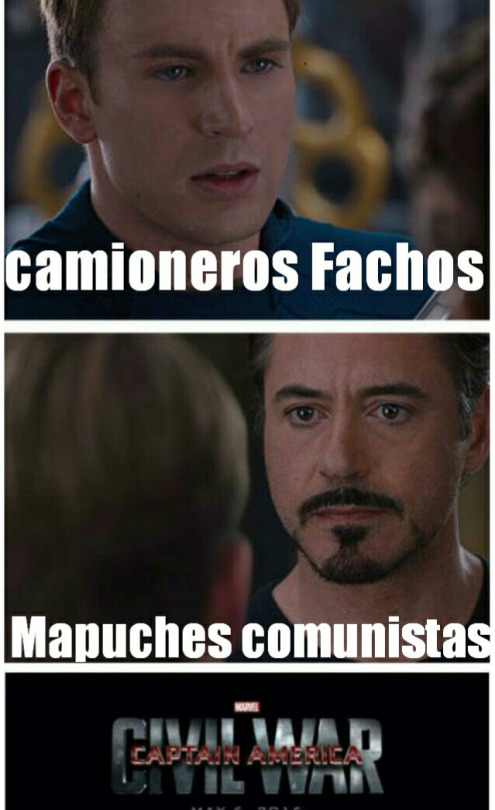 camioneros Fachos
Mapuches comunistas
MARVEL
CAPTAIN AMERICA
CIVIL WAR